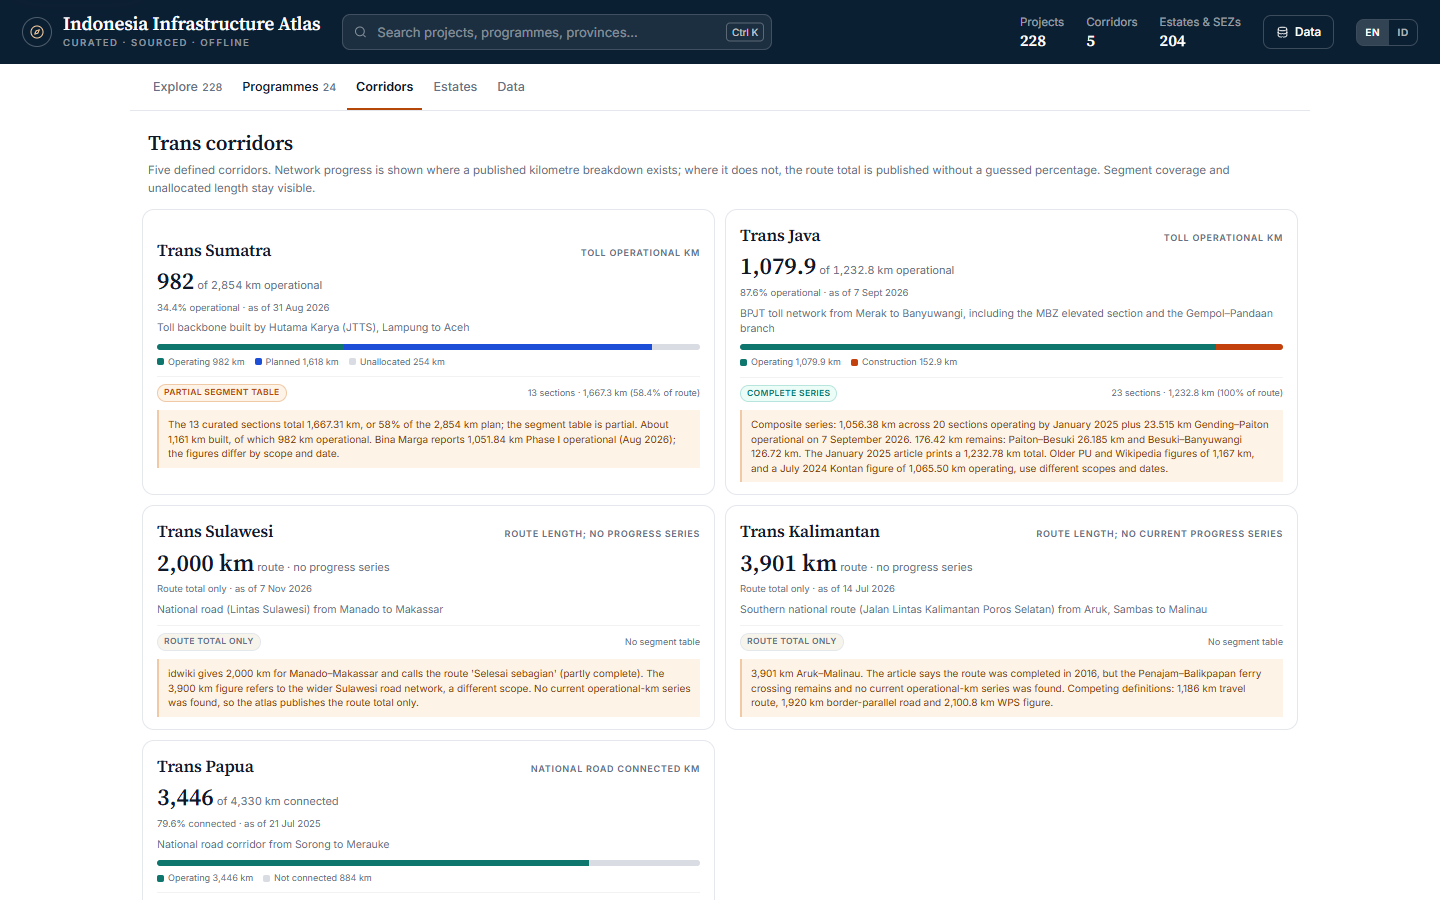 Indonesia Infrastructure Atlas
CURATED · SOURCED · OFFLINE
Search projects, programmes, provinces...
Ctrl K
Projects
228
Corridors
5
Estates & SEZs
204
Data
EN
ID
Explore 228
Programmes 24
Corridors
Estates
Data
Trans corridors
Five defined corridors. Network progress is shown where a published kilometre breakdown exists; where it does not, the route total is published without a guessed percentage. Segment coverage and
unallocated length stay visible.
Trans Sumatra
TOLL OPERATIONAL KM
982 of 2,854 km operational
34.4% operational · as of 31 Aug 2026
Toll backbone built by Hutama Karya (JTTS), Lampung to Aceh
Operating 982 km
Planned 1,618 km
Unallocated 254 km
PARTIAL SEGMENT TABLE
13 sections · 1,667.3 km (58.4% of route)
The 13 curated sections total 1,667.31 km, or 58% of the 2,854 km plan; the segment table is partial. About
1,161 km built, of which 982 km operational. Bina Marga reports 1,051.84 km Phase I operational (Aug 2026);
the figures differ by scope and date.
Trans Java
TOLL OPERATIONAL KM
1,079.9 of 1,232.8 km operational
87.6% operational · as of 7 Sept 2026
BPJT toll network from Merak to Banyuwangi, including the MBZ elevated section and the Gempol–Pandaan
branch
Operating 1,079.9 km
Construction 152.9 km
COMPLETE SERIES
23 sections · 1,232.8 km (100% of route)
Composite series: 1,056.38 km across 20 sections operating by January 2025 plus 23.515 km Gending–Paiton
operational on 7 September 2026. 176.42 km remains: Paiton–Besuki 26.185 km and Besuki–Banyuwangi
126.72 km. The January 2025 article prints a 1,232.78 km total. Older PU and Wikipedia figures of 1,167 km,
and a July 2024 Kontan figure of 1,065.50 km operating, use different scopes and dates.
Trans Sulawesi
ROUTE LENGTH; NO PROGRESS SERIES
2,000 km route · no progress series
Route total only · as of 7 Nov 2026
National road (Lintas Sulawesi) from Manado to Makassar
ROUTE TOTAL ONLY
No segment table
idwiki gives 2,000 km for Manado–Makassar and calls the route 'Selesai sebagian' (partly complete). The
3,900 km figure refers to the wider Sulawesi road network, a different scope. No current operational-km series
was found, so the atlas publishes the route total only.
Trans Kalimantan
ROUTE LENGTH; NO CURRENT PROGRESS SERIES
3,901 km route · no progress series
Route total only · as of 14 Jul 2026
Southern national route (Jalan Lintas Kalimantan Poros Selatan) from Aruk, Sambas to Malinau
ROUTE TOTAL ONLY
No segment table
3,901 km Aruk–Malinau. The article says the route was completed in 2016, but the Penajam–Balikpapan ferry
crossing remains and no current operational-km series was found. Competing definitions: 1,186 km travel
route, 1,920 km border-parallel road and 2,100.8 km WPS figure.
Trans Papua
NATIONAL ROAD CONNECTED KM
3,446 of 4,330 km connected
79.6% connected · as of 21 Jul 2025
National road corridor from Sorong to Merauke
Operating 3,446 km
Not connected 884 km